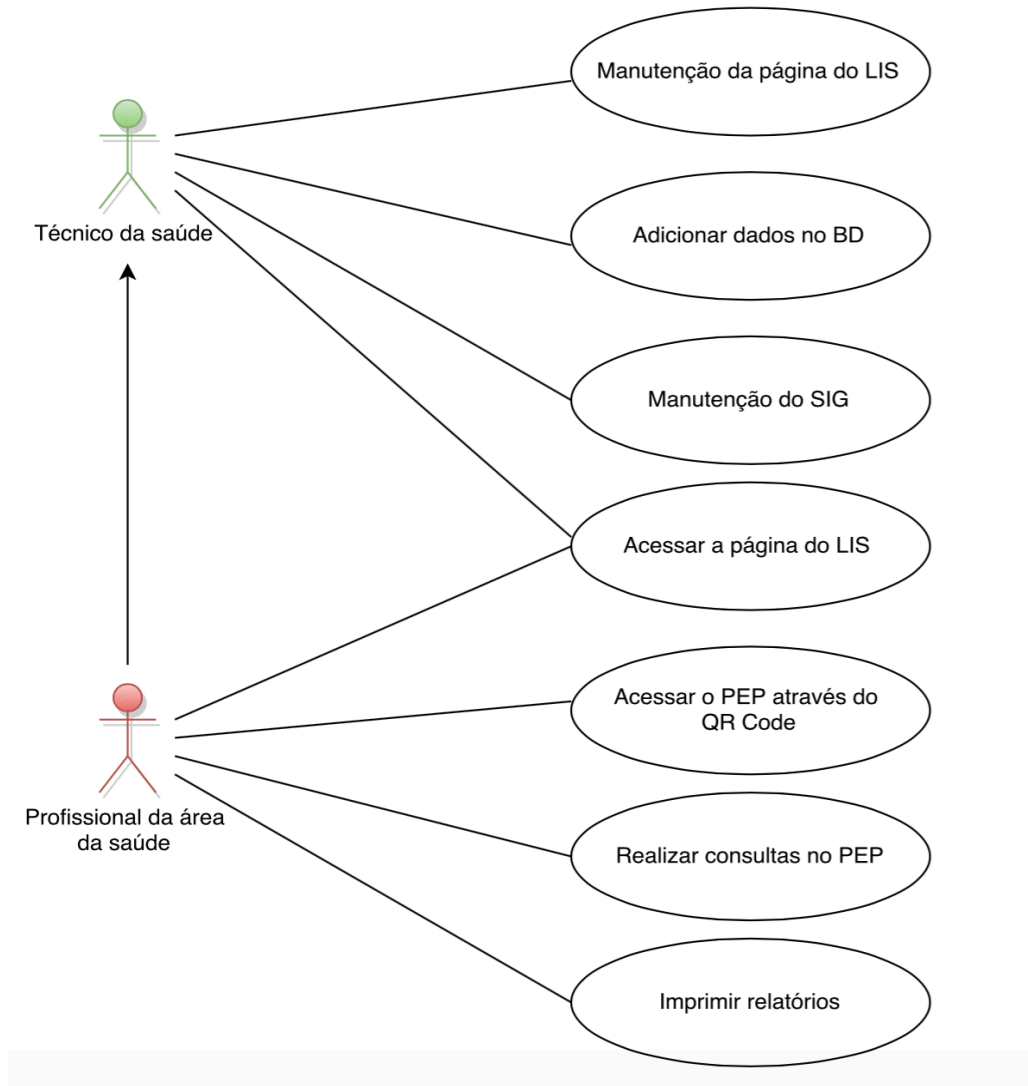 Manutenção da página do LIS
Técnico da saúde
Adicionar dados no BD
Manutenção do SIG
Acessar a página do LIS
Acessar o PEP através do
QR Code
Profissional da área
da saúde
Realizar consultas no PEP
Imprimir relatórios